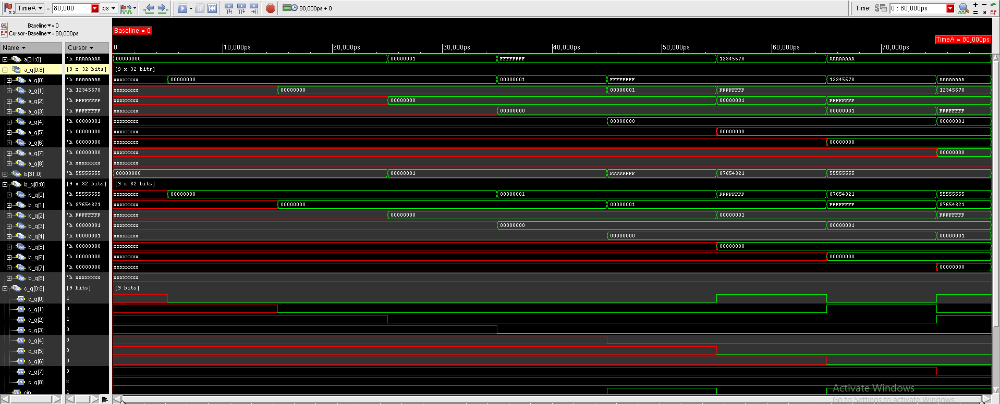 TimeA = 80,000 ps 80,000ps + 0 Time: 0 : 80,000ps
Baseline = 0
Cursor-Baseline = 80,000ps
Baseline = 0
TimeA = 80,000ps
Name Cursor 0 10,000ps 20,000ps 30,000ps 40,000ps 50,000ps 60,000ps 70,000ps
a[31:0] 'h AAAAAAAA 00000000 00000001 FFFFFFFF 12345678 AAAAAAAA
a_q[0:8] [9 x 32 bits] [9 x 32 bits]
a_q[0] 'h AAAAAAAA xxxxxxxx 00000000 00000001 FFFFFFFF 12345678 AAAAAAAA
a_q[1] 'h 12345678 xxxxxxxx 00000000 00000001 FFFFFFFF 12345678
a_q[2] 'h FFFFFFFF xxxxxxxx 00000000 00000001 FFFFFFFF
a_q[3] 'h FFFFFFFF xxxxxxxx 00000000 00000001 FFFFFFFF
a_q[4] 'h 00000001 xxxxxxxx 00000000 00000001
a_q[5] 'h 00000000 xxxxxxxx 00000000
a_q[6] 'h 00000000 xxxxxxxx 00000000
a_q[7] 'h 00000000 xxxxxxxx 00000000
a_q[8] 'h xxxxxxxx xxxxxxxx
b[31:0] 'h 55555555 00000000 00000001 FFFFFFFF 87654321 55555555
b_q[0:8] [9 x 32 bits] [9 x 32 bits]
b_q[0] 'h 55555555 xxxxxxxx 00000000 00000001 FFFFFFFF 87654321 55555555
b_q[1] 'h 87654321 xxxxxxxx 00000000 00000001 FFFFFFFF 87654321
b_q[2] 'h FFFFFFFF xxxxxxxx 00000000 00000001 FFFFFFFF
b_q[3] 'h 00000001 xxxxxxxx 00000000 00000001
b_q[4] 'h 00000001 xxxxxxxx 00000000 00000001
b_q[5] 'h 00000000 xxxxxxxx 00000000
b_q[6] 'h 00000000 xxxxxxxx 00000000
b_q[7] 'h 00000000 xxxxxxxx 00000000
b_q[8] 'h xxxxxxxx xxxxxxxx
c_q[0:8] [9 bits] [9 bits]
c_q[0] 1
c_q[1] 0
c_q[2] 1
c_q[3] 0
c_q[4] 0
c_q[5] 0
c_q[6] 0
c_q[7] 0
c_q[8] x
cin 1
Activate Windows
Go to Settings to activate Windows.